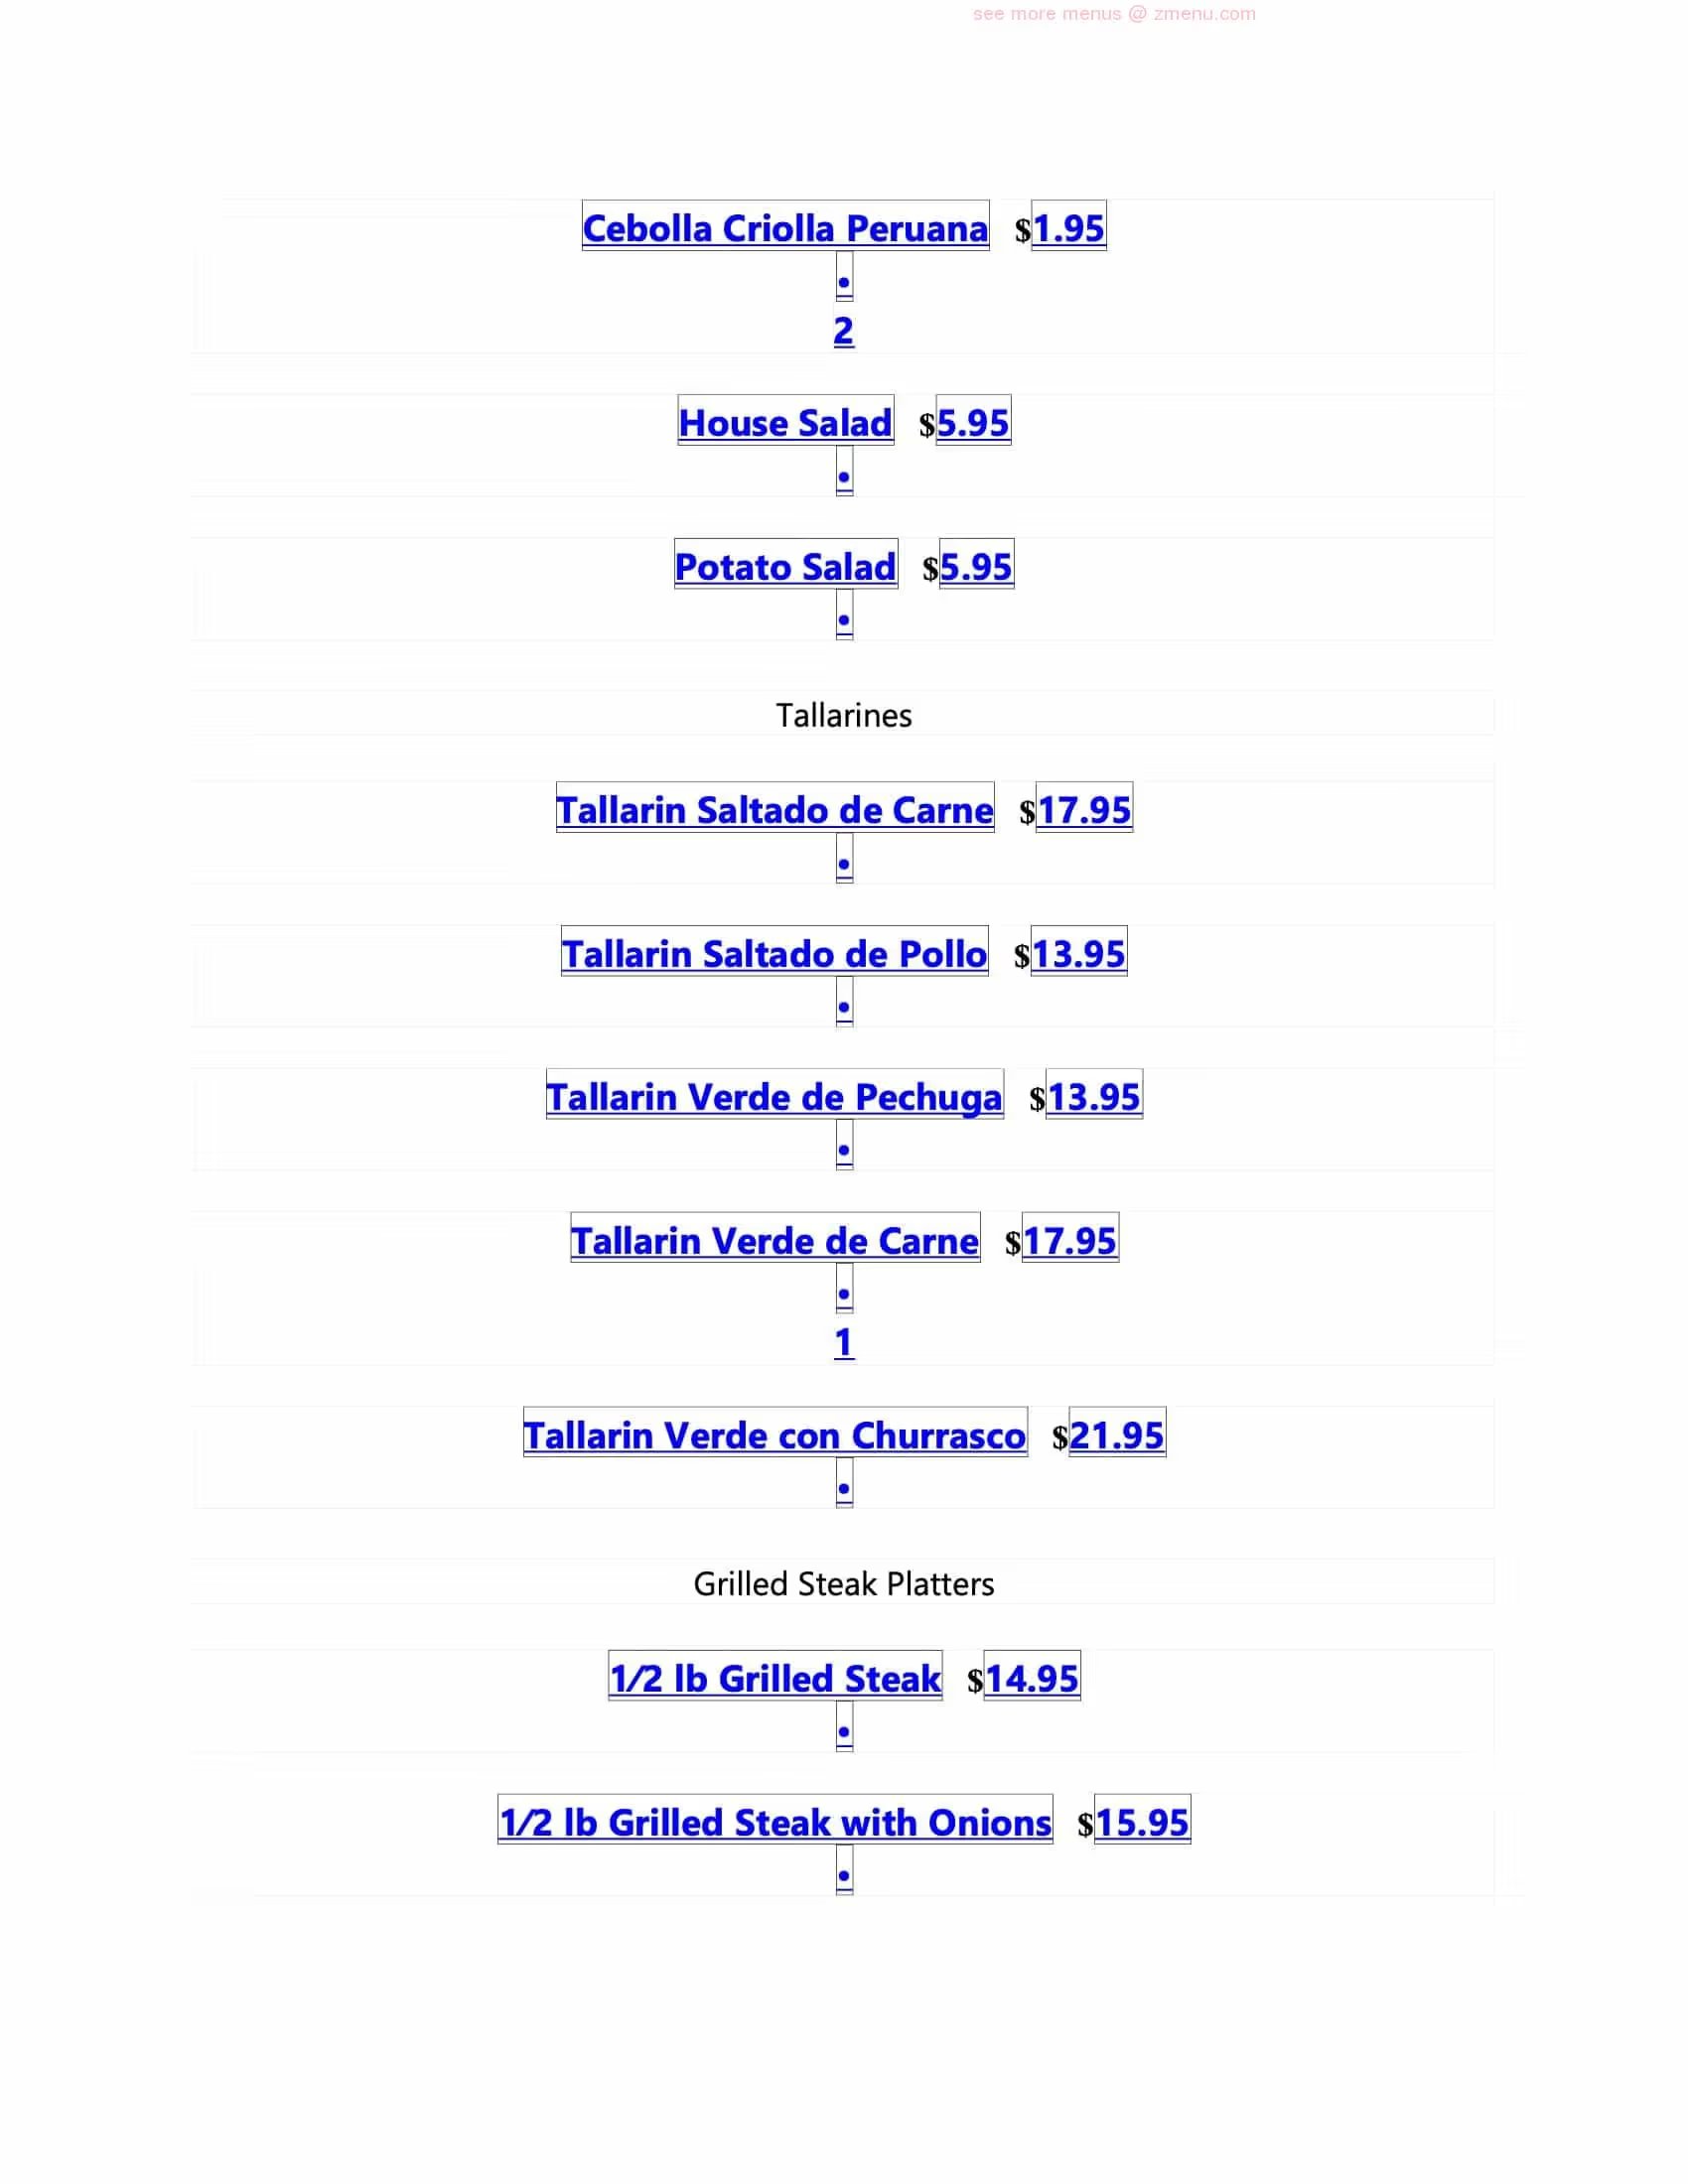 see more menus @ zmenu.com
Cebolla Criolla Peruana $1.95
•
2
House Salad $5.95
•
Potato Salad $5.95
•
Tallarines
Tallarin Saltado de Carne $17.95
•
Tallarin Saltado de Pollo $13.95
•
Tallarin Verde de Pechuga $13.95
•
Tallarin Verde de Carne $17.95
•
1
Tallarin Verde con Churrasco $21.95
•
Grilled Steak Platters
1/2 lb Grilled Steak $14.95
•
1/2 lb Grilled Steak with Onions $15.95
•